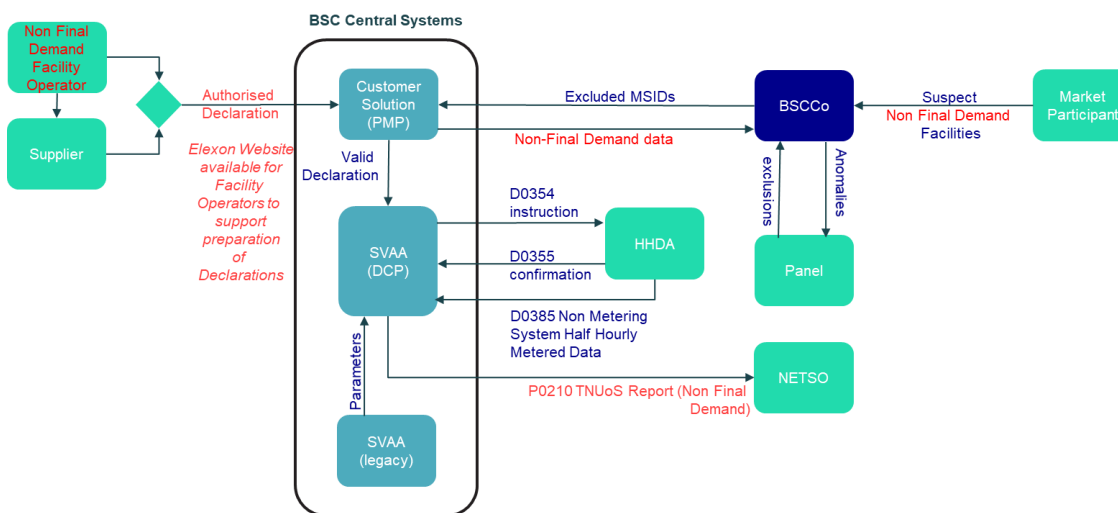 BSC Central Systems
Non Final
Demand
Facility
Operator
Supplier
Authorised
Declaration
Elexon Website
available for
Facility
Operators to
support
preparation
of
Declarations
Customer
Solution
(PMP)
Valid
Declaration
SVAA
(DCP)
Parameters
SVAA
(legacy)
Excluded MSIDs
Non-Final Demand data
D0354
instruction
D0355
confirmation
HHDA
D0385 Non Metering
System Half Hourly
Metered Data
P0210 TNUoS Report (Non Final
Demand)
BSCCo
exclusions
Anomalies
Panel
NETSO
Suspect
Non Final Demand
Facilities
Market
Participant